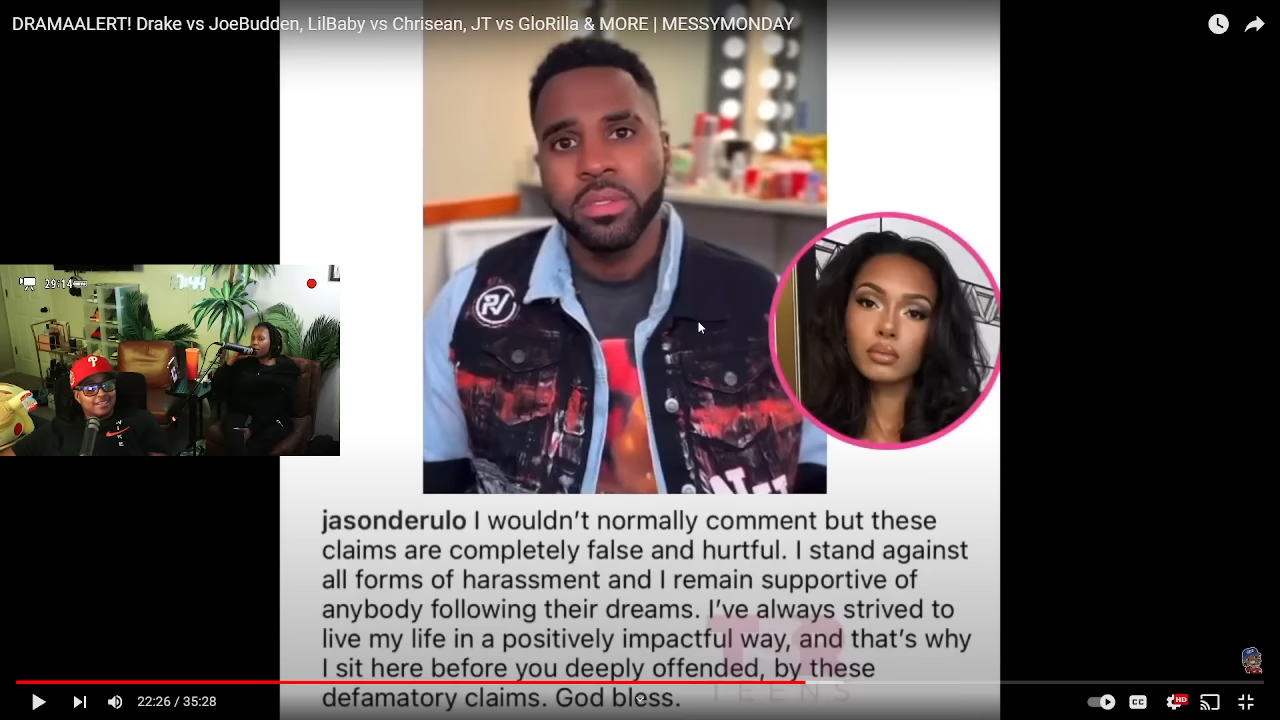 DRAMAALERT! Drake vs JoeBudden, LilBaby vs Chrisean, JT vs GloRilla & MORE | MESSYMONDAY
29:14
jasonderulo I wouldn't normally comment but these
claims are completely false and hurtful. I stand against
all forms of harassment and I remain supportive of
anybody following their dreams. I've always strived to
live my life in a positively impactful way, and that's why
I sit here before you deeply offended, by these
defamatory claims. God bless.
TEENS
22:26 / 35:28
CC
HD